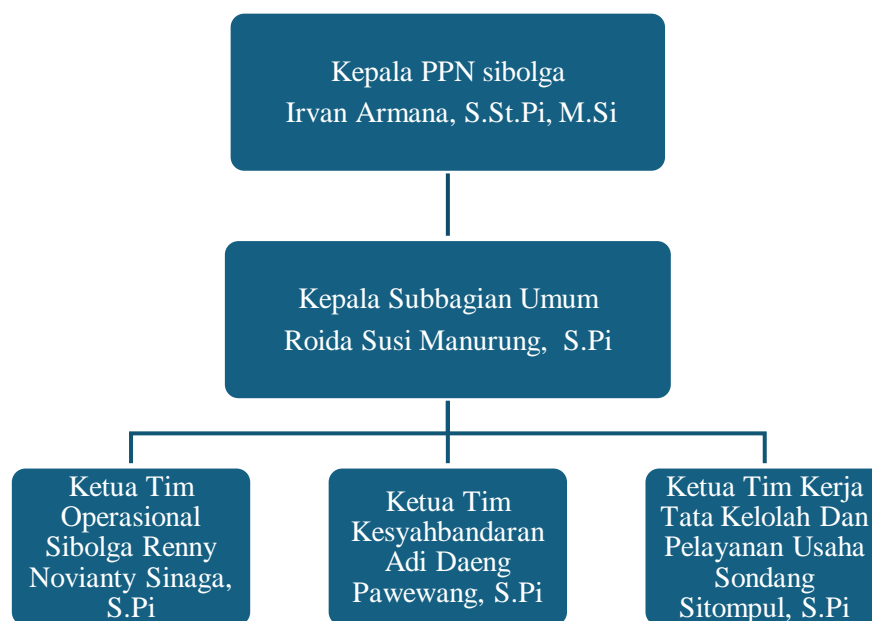 Kepala PPN sibolga
Irvan Armana, S.St.Pi, M.Si
Kepala Subbagian Umum
Roida Susi Manurung, S.Pi
Ketua Tim
Operasional
Sibolga Renny
Novianty Sinaga,
S.Pi
Ketua Tim
Kesyahbandaran
Adi Daeng
Pawewang, S.Pi
Ketua Tim Kerja
Tata Kelolah Dan
Pelayanan Usaha
Sondang
Sitompul, S.Pi